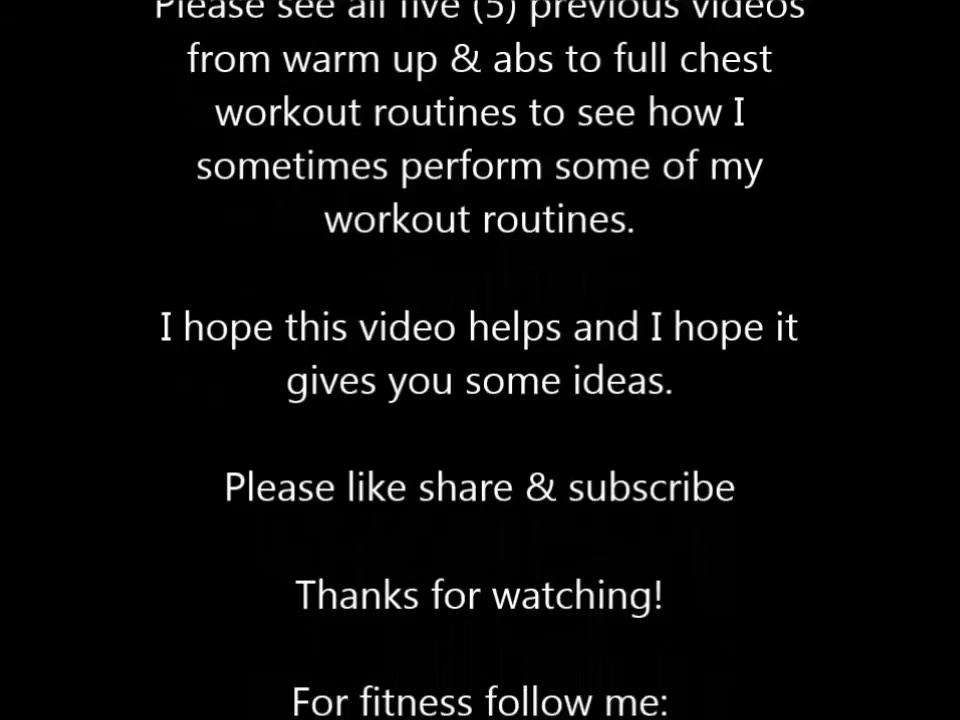 Please see all five (5) previous videos
from warm up & abs to full chest
workout routines to see how I
sometimes perform some of my
workout routines.
I hope this video helps and I hope it
gives you some ideas.
Please like share & subscribe
Thanks for watching!
For fitness follow me: